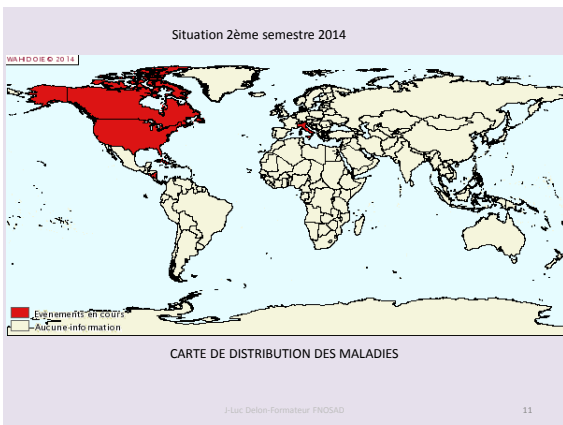 Situation 2ème semestre 2014
WAHID OIE © 2014
Evénements en cours
Aucune information
CARTE DE DISTRIBUTION DES MALADIES
J-Luc Delon-Formateur FNOSAD
11